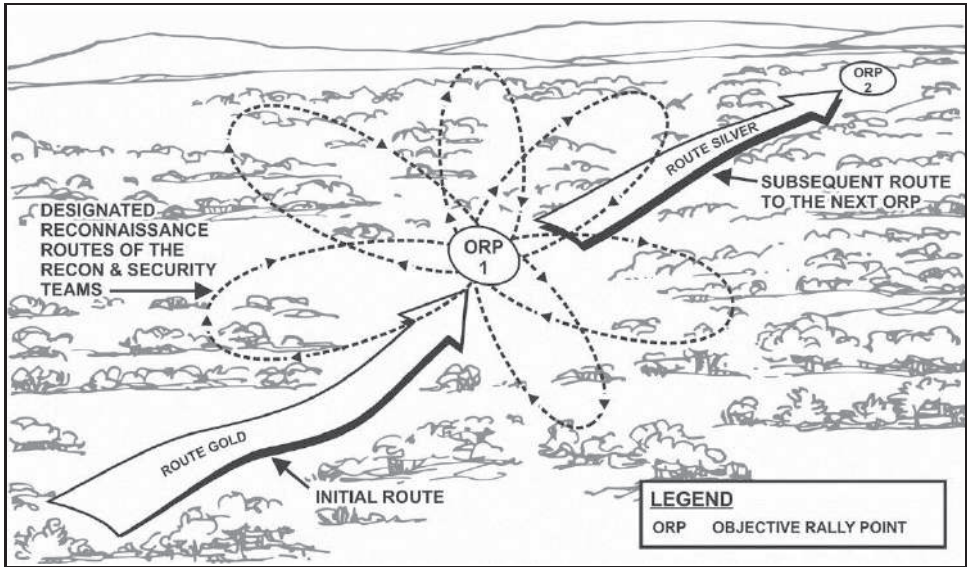 ORP
2
ROUTE SILVER
SUBSEQUENT ROUTE
TO THE NEXT ORP
DESIGNATED
RECONNAISSANCE
ROUTES OF THE
RECON & SECURITY
TEAMS
ORP
1
ROUTE GOLD
INITIAL ROUTE
LEGEND
ORP OBJECTIVE RALLY POINT